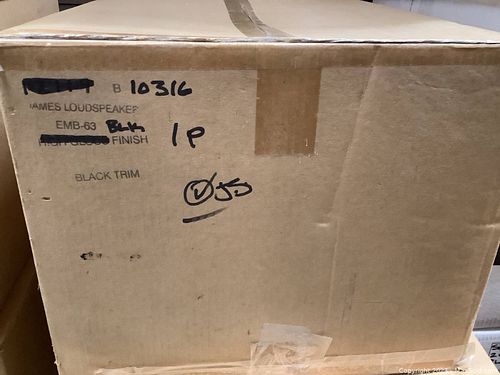 B 10316
JAMES LOUDSPEAKER
EMB-63 BLK
FINISH 1P
BLACK TRIM